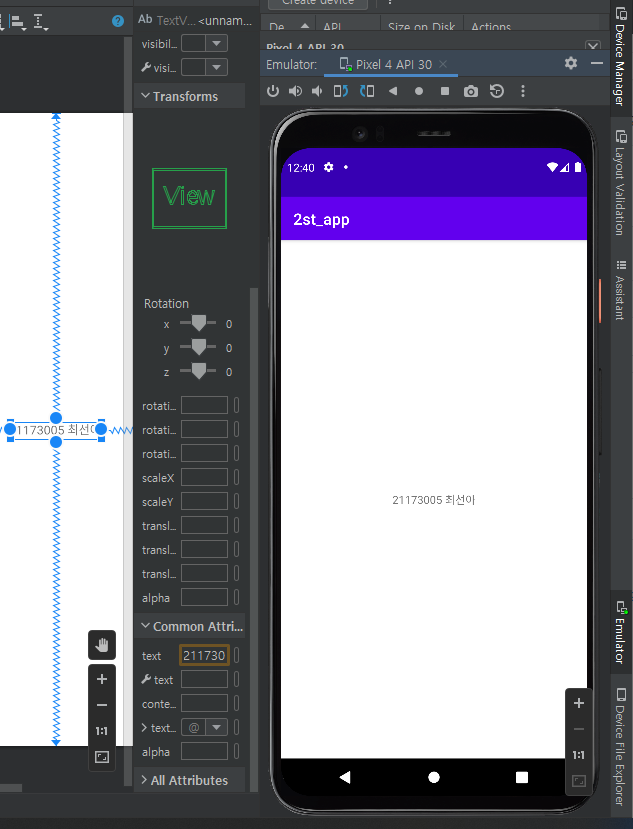 Ab TextV... <unnam...
visibil...
visi...
Transforms
View
Rotation
x 0
y 0
z 0
rotati...
rotati...
rotati...
scaleX
scaleY
transl...
transl...
transl...
alpha
Common Attri...
text 211730
text
conte...
text... @
alpha
All Attributes
1173005 최선아
1:1
Create device
De... API Size on Disk Actions
Pixel 4 API 30
Emulator: Pixel 4 API 30
12:40
2st_app
21173005 최선아
1:1
Device Manager
Layout Validation
Assistant
Emulator
Device File Explorer